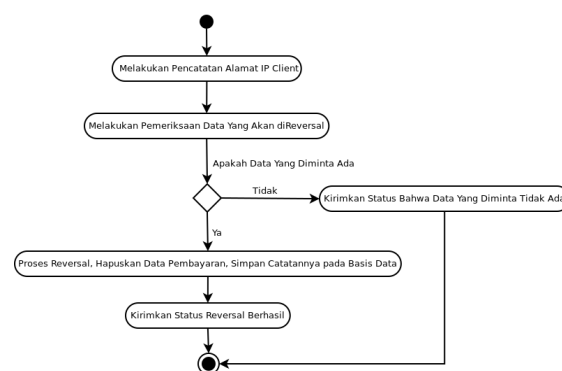 Melakukan Pencatatan Alamat IP Client
Melakukan Pemeriksaan Data Yang Akan diReversal
Apakah Data Yang Diminta Ada
Tidak
Kirimkan Status Bahwa Data Yang Diminta Tidak Ada
Ya
Proses Reversal, Hapuskan Data Pembayaran, Simpan Catatannya pada Basis Data
Kirimkan Status Reversal Berhasil